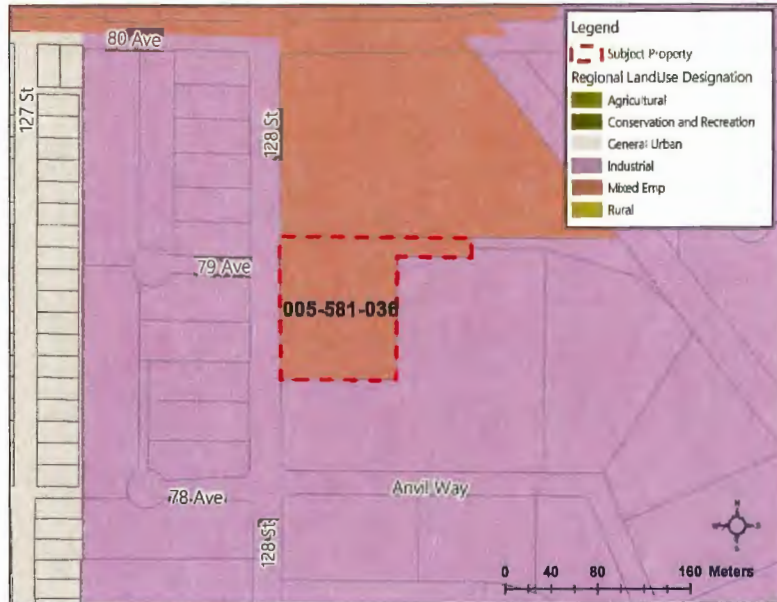 80 Ave
127 St
128 St
79 Ave
005-581-036
78 Ave
Anvil Way
128 St
Legend
Subject Property
Regional LandUse Designation
Agricultural
Conservation and Recreation
General Urban
Industrial
Mixed Emp
Rural
N
0 40 80 160 Meters